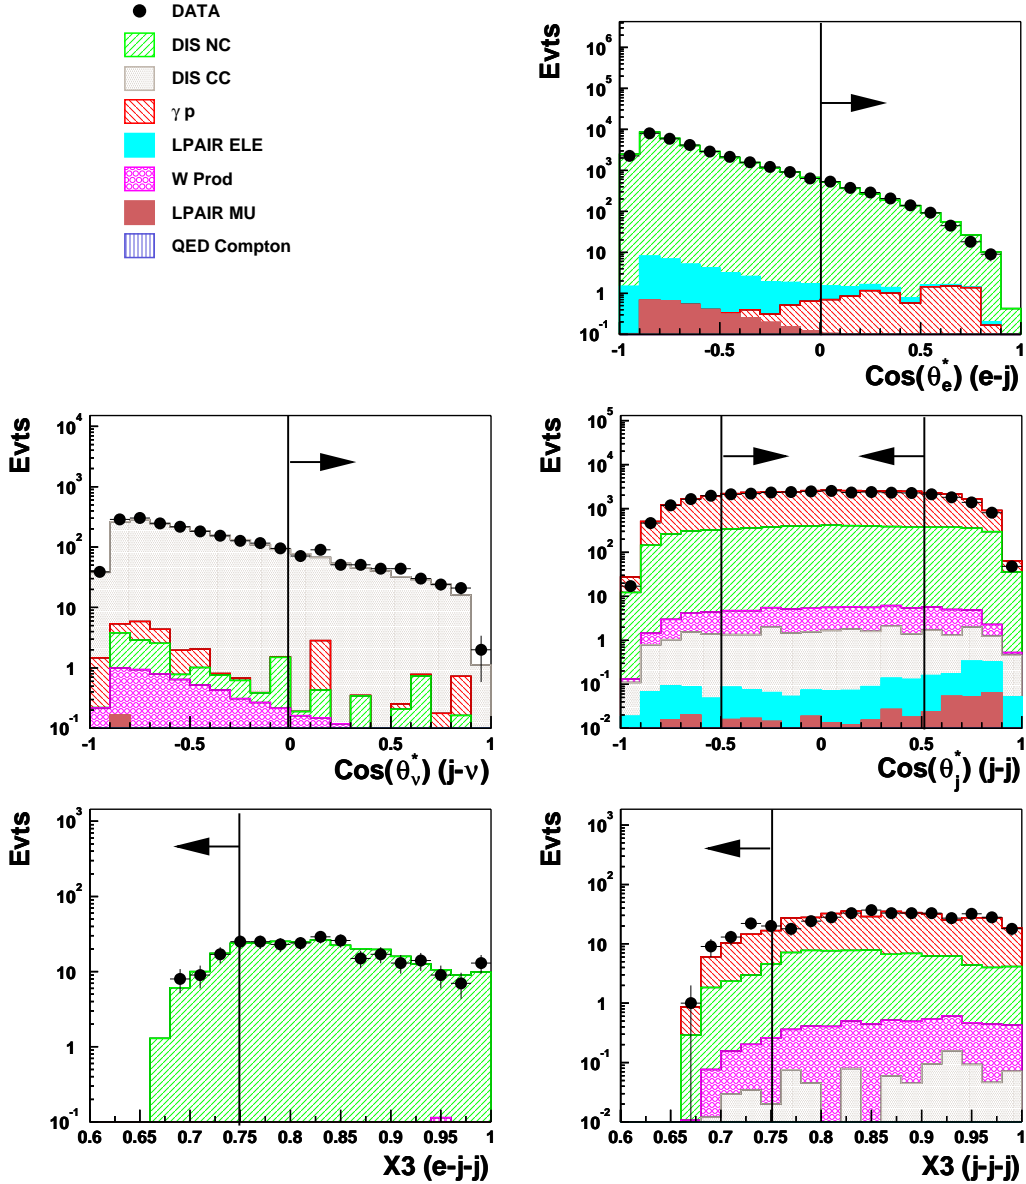 DATA
DIS NC
DIS CC
γ p
LPAIR ELE
W Prod
LPAIR MU
QED Compton
Evts
10^6
10^5
10^4
10^3
10^2
10
1
10^-1
-1 -0.5 0 0.5 1
Cos(θ*e) (e-j)
Evts
10^4
10^3
10^2
10
1
10^-1
-1 -0.5 0 0.5 1
Cos(θ*ν) (j-ν)
Evts
10^5
10^4
10^3
10^2
10
1
10^-1
10^-2
-1 -0.5 0 0.5 1
Cos(θ*j) (j-j)
Evts
10^3
10^2
10
1
10^-1
0.6 0.65 0.7 0.75 0.8 0.85 0.9 0.95 1
X3 (e-j-j)
Evts
10^3
10^2
10
1
10^-1
10^-2
0.6 0.65 0.7 0.75 0.8 0.85 0.9 0.95 1
X3 (j-j-j)